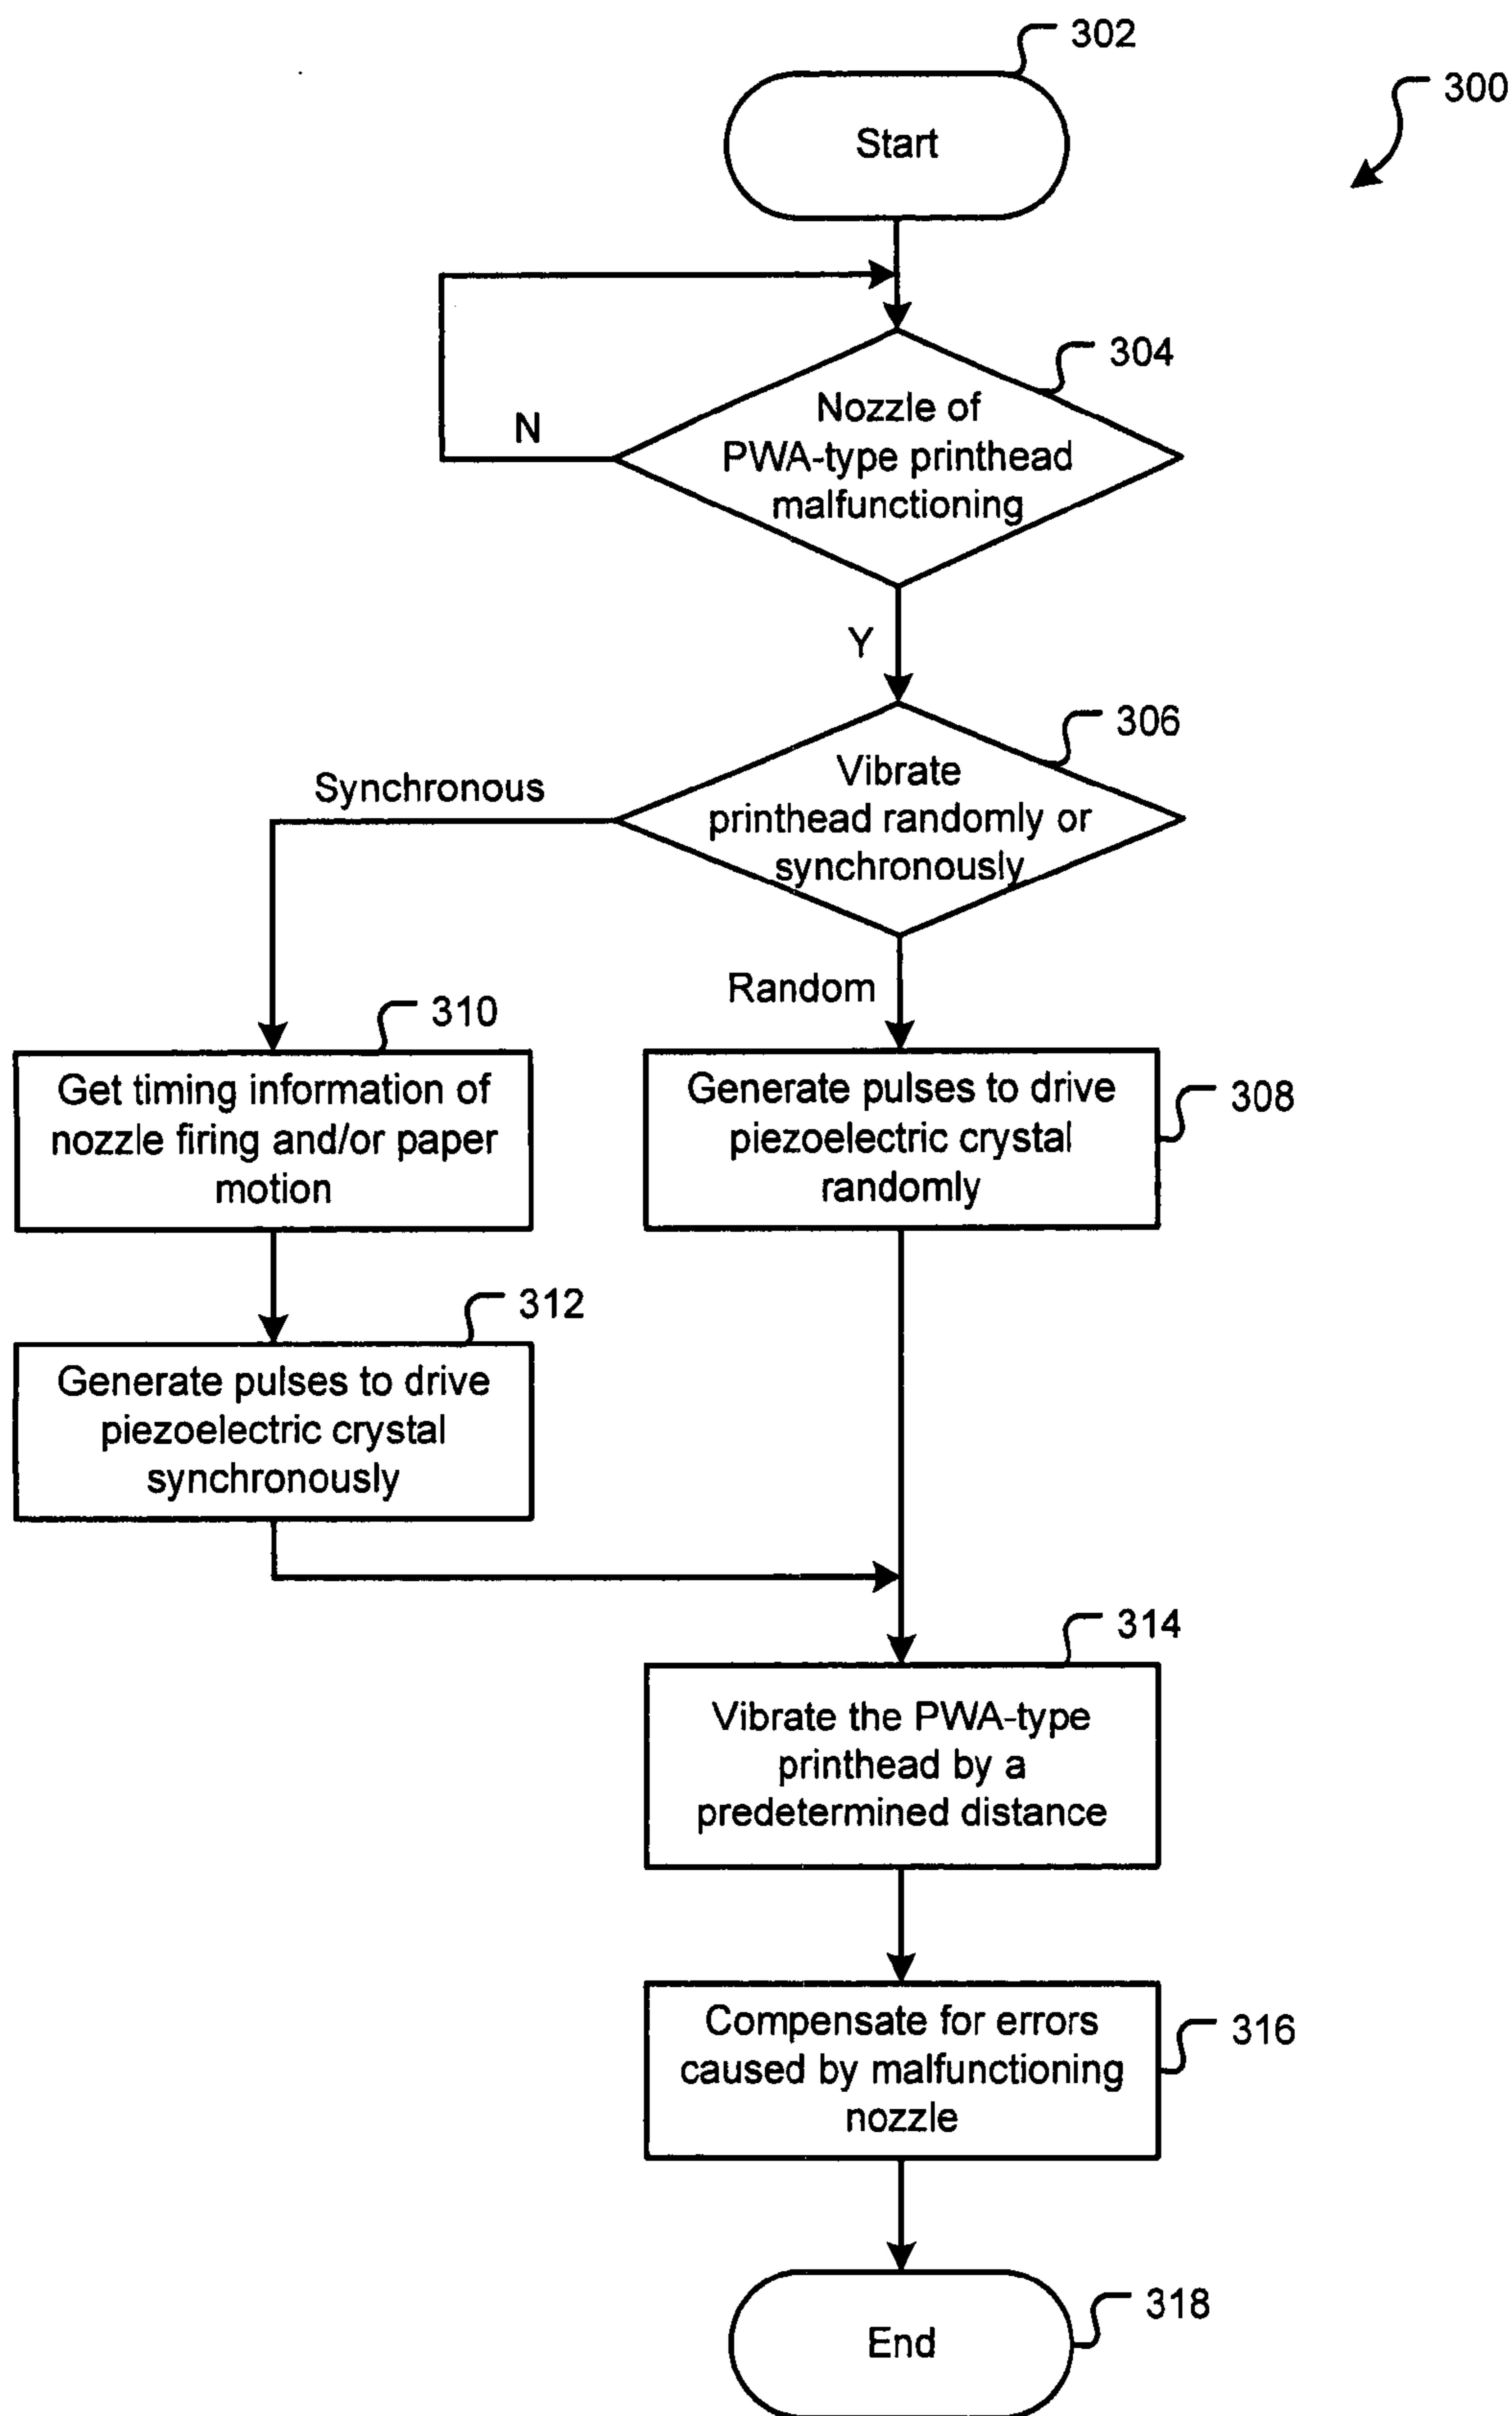 302
300
Start
304
Nozzle of
PWA-type printhead
malfunctioning
N
Y
306
Vibrate
printhead randomly or
synchronously
Synchronous
Random
310
Get timing information of
nozzle firing and/or paper
motion
Generate pulses to drive
piezoelectric crystal
randomly
308
312
Generate pulses to drive
piezoelectric crystal
synchronously
314
Vibrate the PWA-type
printhead by a
predetermined distance
Compensate for errors
caused by malfunctioning
nozzle
316
End
318